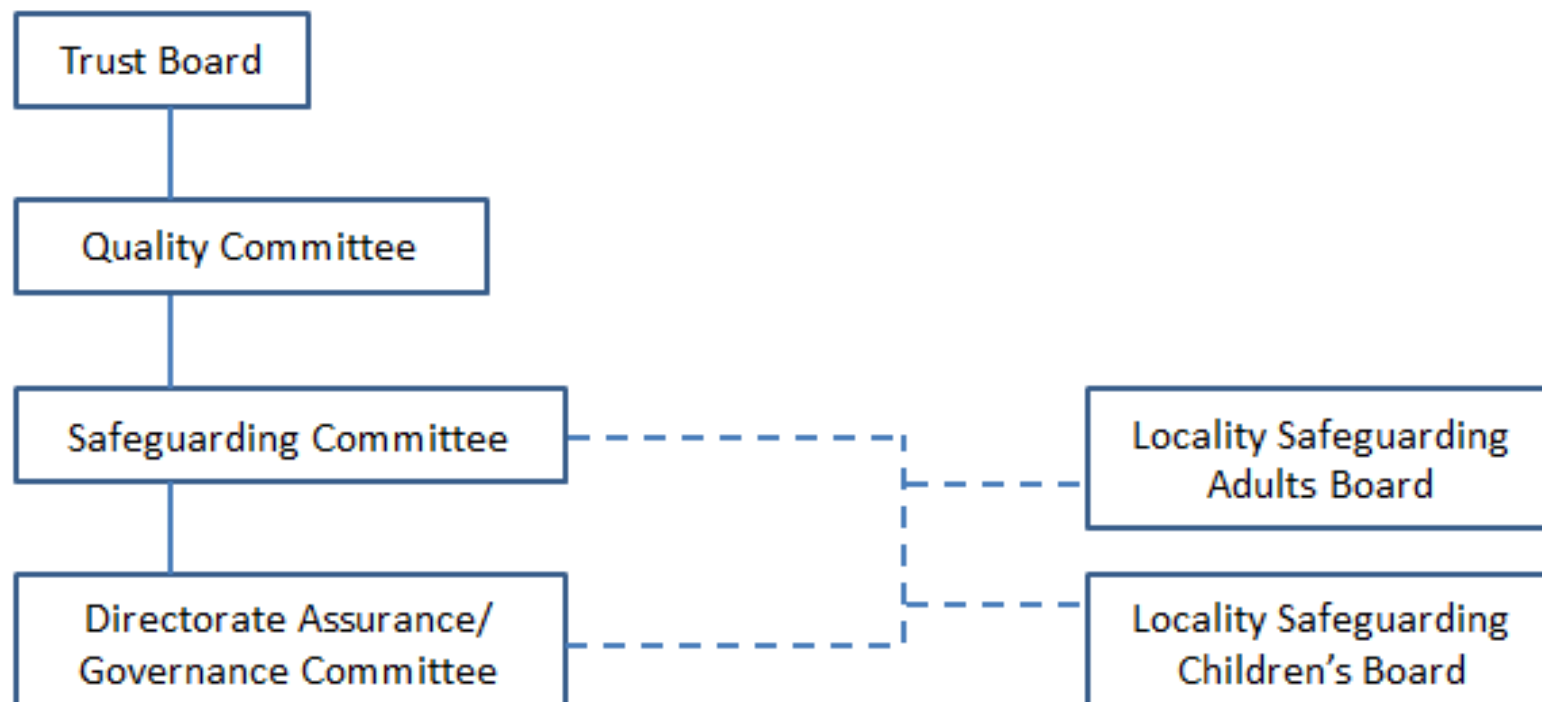 Trust Board
Quality Committee
Safeguarding Committee
Locality Safeguarding
Adults Board
Directorate Assurance/
Governance Committee
Locality Safeguarding
Children’s Board